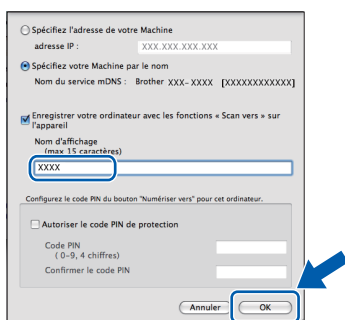 Spécifiez l'adresse de votre Machine
adresse IP : XXX.XXX.XXX.XXX
Spécifiez votre Machine par le nom
Nom du service mDNS : Brother XXX-XXXX [XXXXXXXXXXXX]
Enregistrer votre ordinateur avec les fonctions « Scan vers » sur
l'appareil
Nom d'affichage
(max 15 caractères)
XXXX
Configurez le code PIN du bouton "Numériser vers" pour cet ordinateur.
Autoriser le code PIN de protection
Code PIN
( 0–9, 4 chiffres)
Confirmer le code PIN
Annuler OK